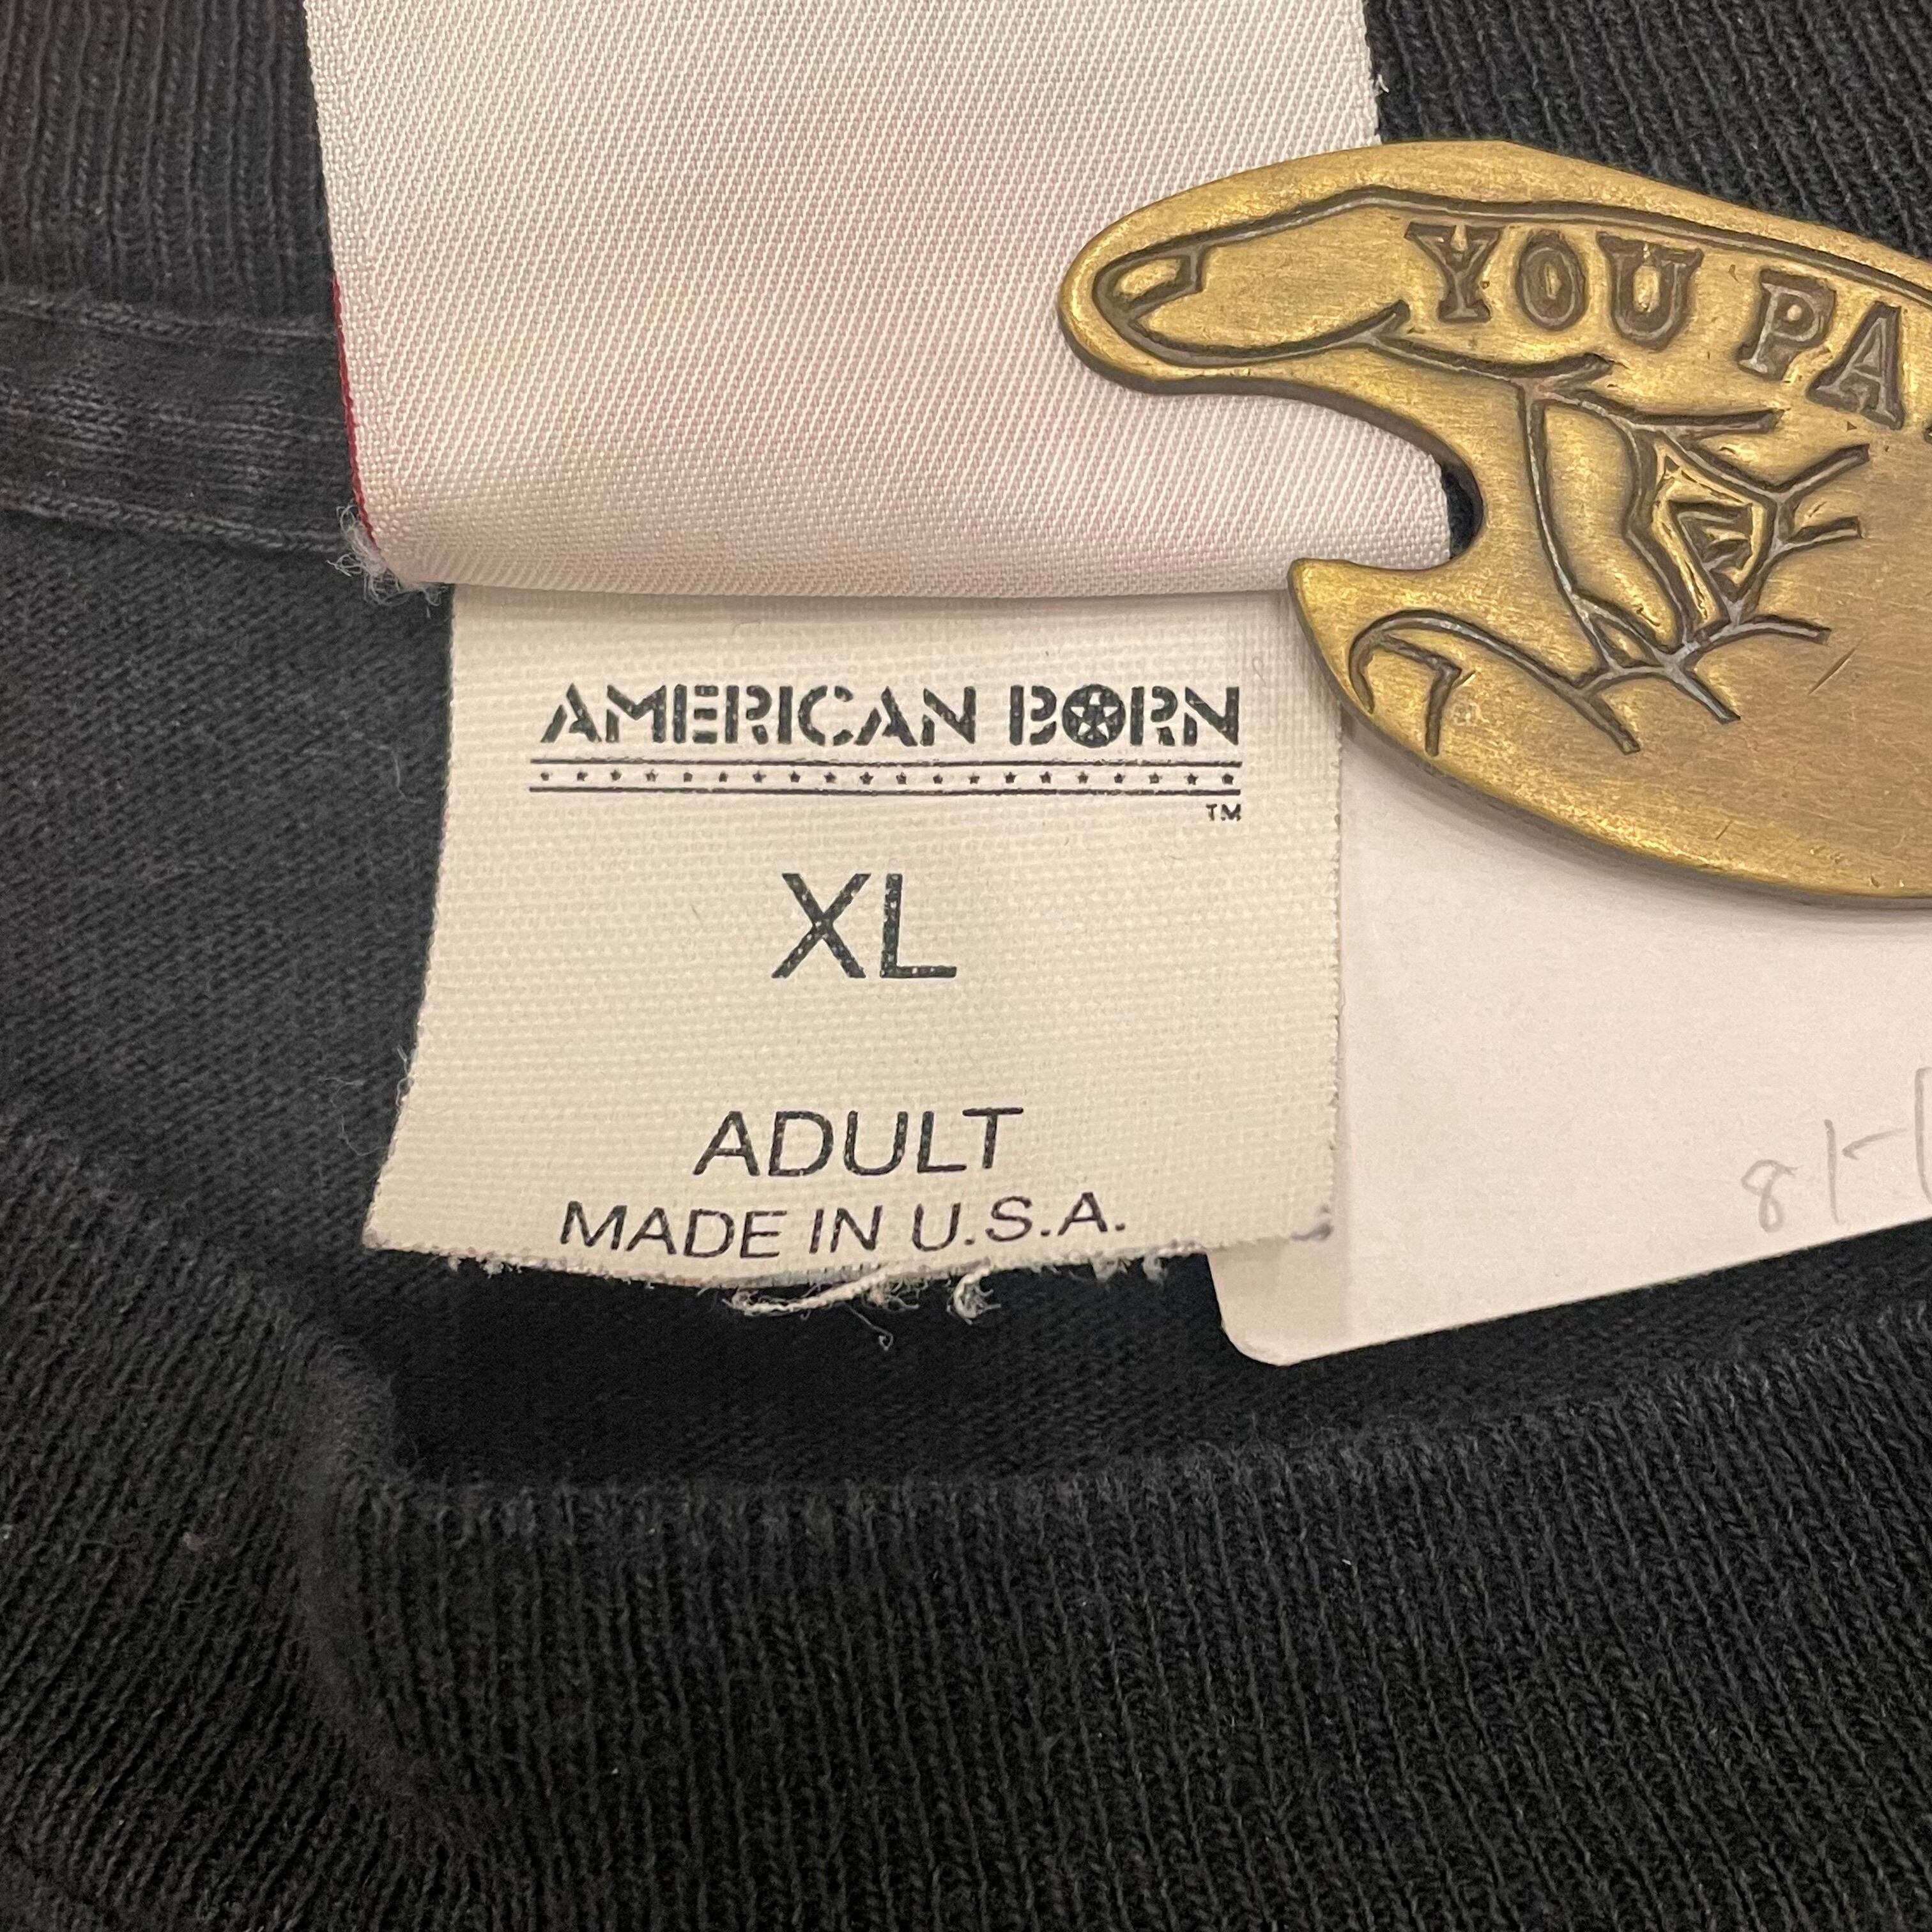 YOU PA
AMERICAN BORN
TM
XL
ADULT
MADE IN U.S.A.